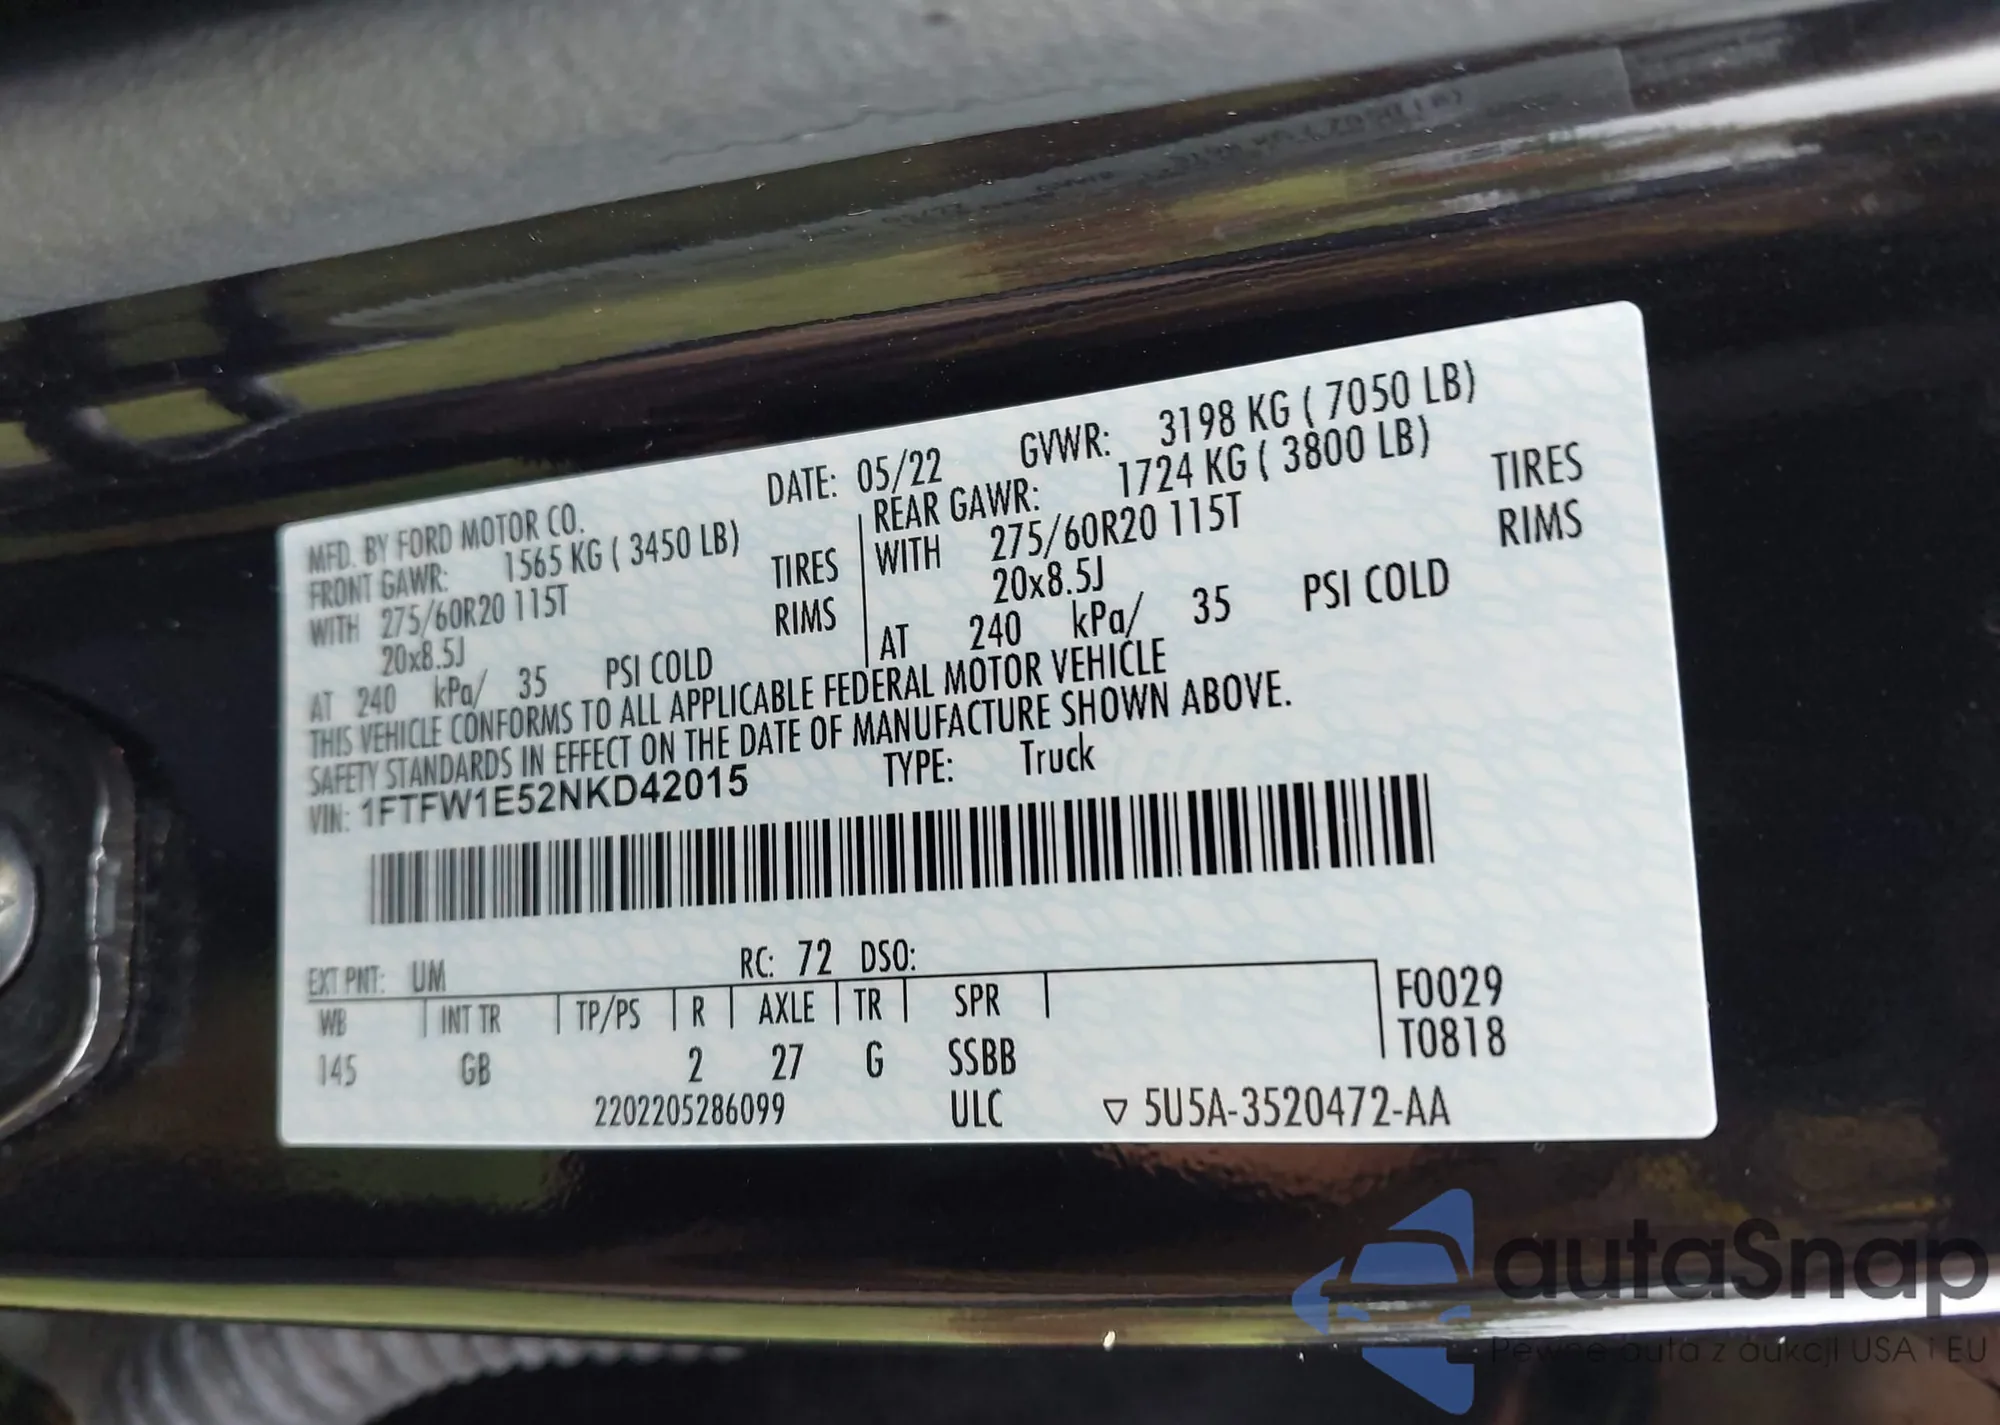 MFD. BY FORD MOTOR CO. DATE: 05/22 GVWR: 3198 KG ( 7050 LB)
FRONT GAWR: 1565 KG ( 3450 LB) REAR GAWR: 1724 KG ( 3800 LB)
WITH 275/60R20 115T TIRES WITH 275/60R20 115T TIRES
20x8.5J RIMS 20x8.5J RIMS
AT 240 kPa/ 35 PSI COLD AT 240 kPa/ 35 PSI COLD
THIS VEHICLE CONFORMS TO ALL APPLICABLE FEDERAL MOTOR VEHICLE
SAFETY STANDARDS IN EFFECT ON THE DATE OF MANUFACTURE SHOWN ABOVE.
VIN: 1FTFW1E52NKD42015 TYPE: Truck
EXT PNT: UM RC: 72 DSO:
WB INT TR TP/PS R AXLE TR SPR F0029
145 GB 2 27 G SSBB T0818
2202205286099 ULC ▽ 5U5A-3520472-AA
autaSnap
Pewne auta z aukcji USA i EU